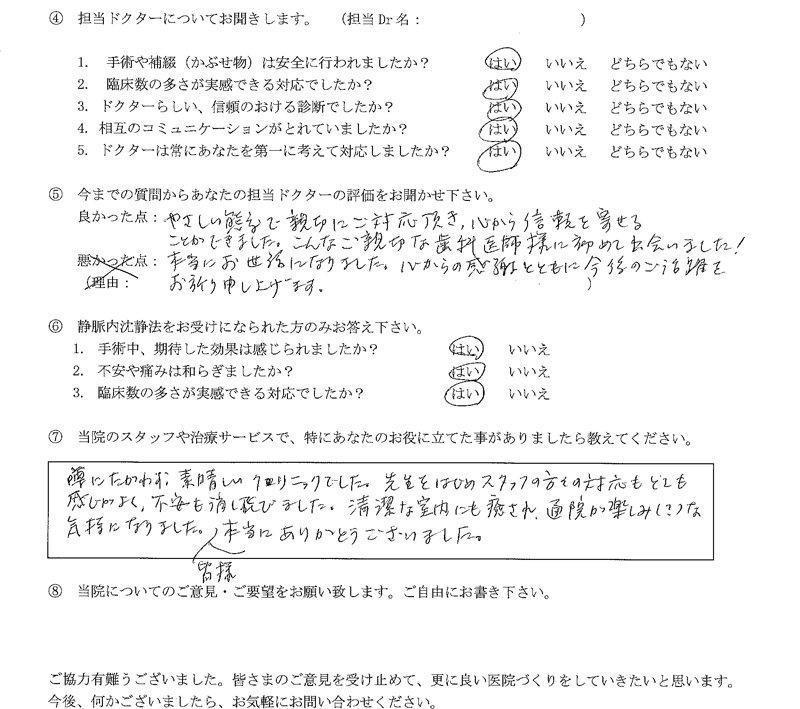 ④ 担当ドクターについてお聞きします。 （担当 Dr 名： ）
1. 手術や補綴（かぶせ物）は安全に行われましたか？ はい いいえ どちらでもない
2. 臨床数の多さが実感できる対応でしたか？ はい いいえ どちらでもない
3. ドクターらしい、信頼のおける診断でしたか？ はい いいえ どちらでもない
4. 相互のコミュニケーションがとれていましたか？ はい いいえ どちらでもない
5. ドクターは常にあなたを第一に考えて対応しましたか？ はい いいえ どちらでもない
⑤ 今までの質問からあなたの担当ドクターの評価をお聞かせ下さい。
良かった点： やさしい態度で親切にご対応頂き、心から信頼を寄せる
ことができました。こんなご親切な歯科医師様に初めて出会いました！
悪かった点： 本当にお世話になりました。心からの感謝とともに今後のご活躍を
（理由： お祈り申し上げます。 ）
⑥ 静脈内沈静法をお受けになられた方のみお答え下さい。
1. 手術中、期待した効果は感じられましたか？ はい いいえ
2. 不安や痛みは和らぎましたか？ はい いいえ
3. 臨床数の多さが実感できる対応でしたか？ はい いいえ
⑦ 当院のスタッフや治療サービスで、特にあなたのお役に立てた事がありましたら教えてください。
噂にたがわず 素晴しい クリニックでした。先生をはじめスタッフの方々の対応もとても
感じがよく、不安も消し飛びました。清潔な室内にも癒され、通院が楽しみ(?)な
気持になりました。本当にありがとうございました。
皆様
⑧ 当院についてのご意見・ご要望をお願い致します。ご自由にお書き下さい。
ご協力有難うございました。皆さまのご意見を受け止めて、更に良い医院づくりをしていきたいと思います。
今後、何かございましたら、お気軽にお問い合わせください。